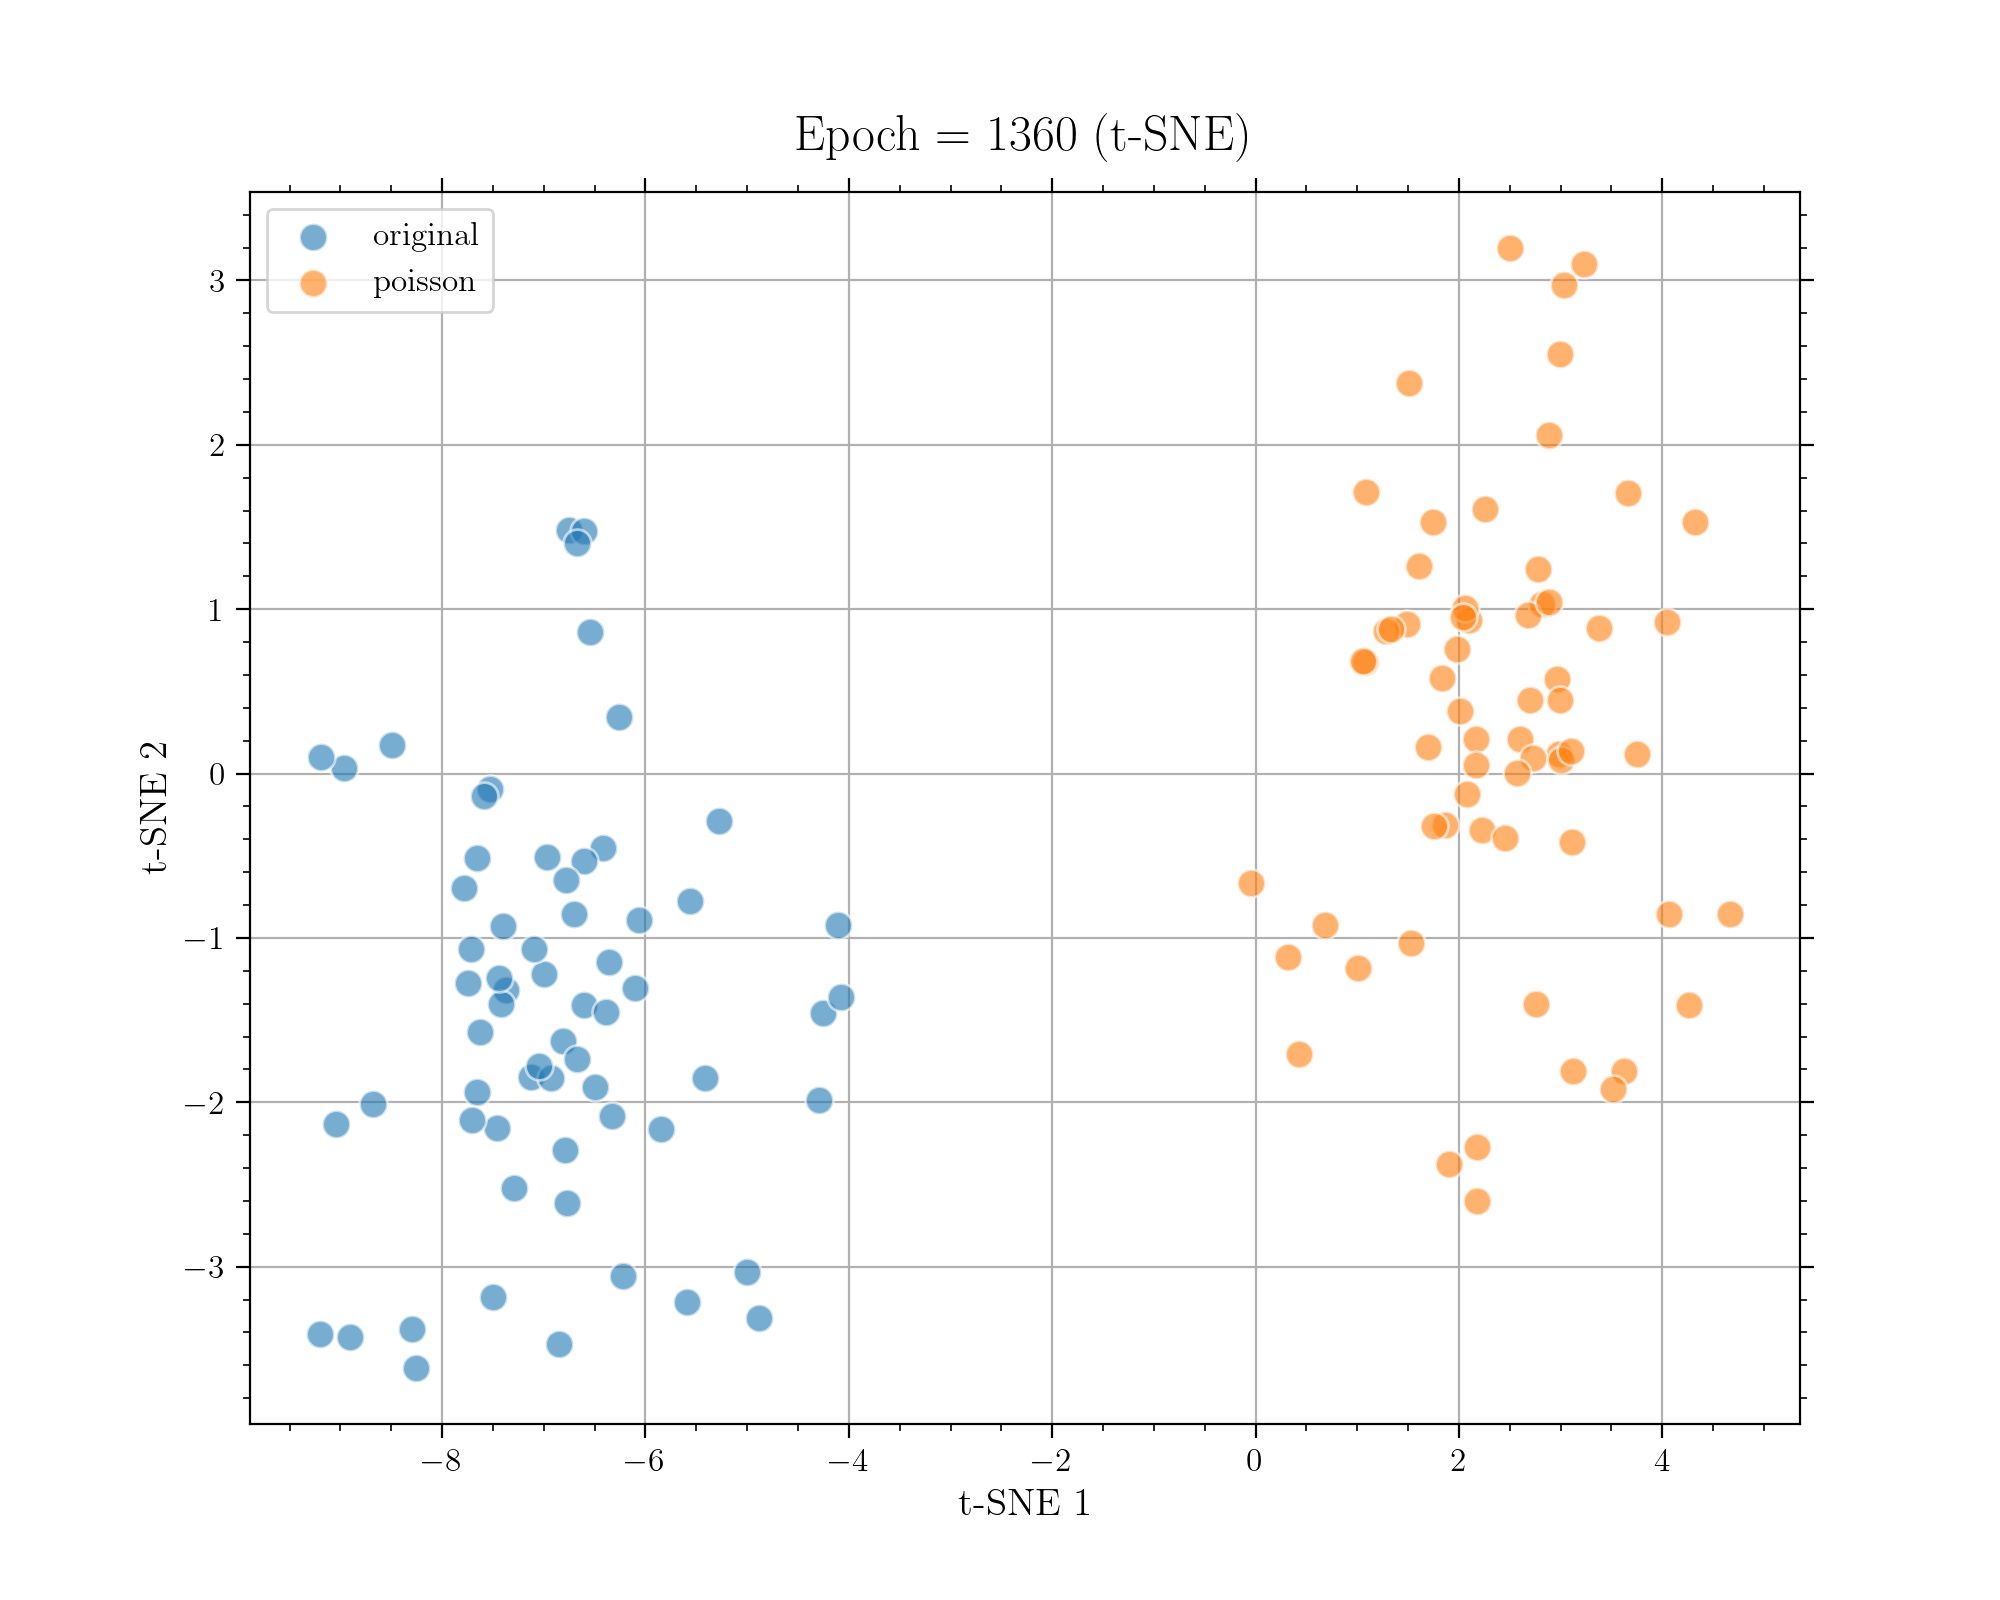 Epoch = 1360 (t-SNE)
original
poisson
3
2
1
0
−1
−2
−3
t-SNE 2
−8 −6 −4 −2 0 2 4
t-SNE 1